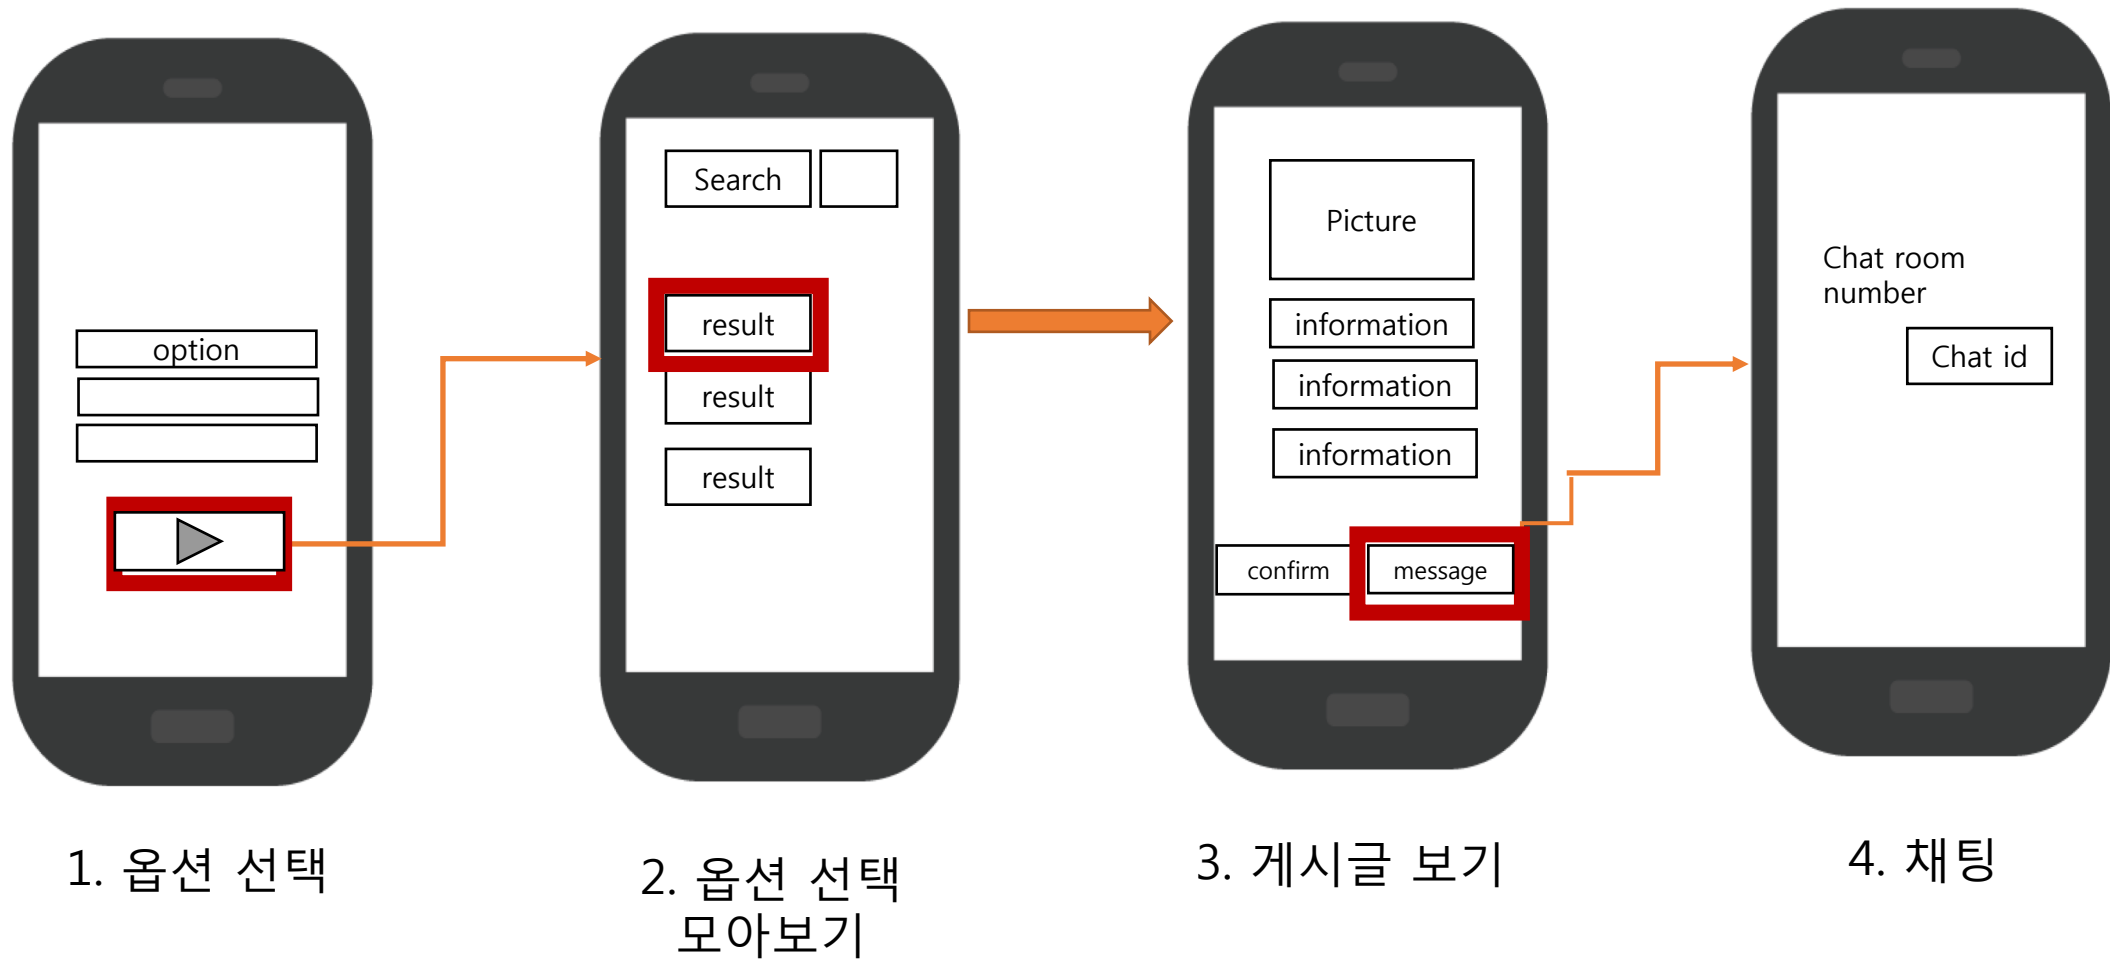 option
1. 옵션 선택
Search
result
result
result
2. 옵션 선택
모아보기
Picture
information
information
information
confirm
message
3. 게시글 보기
Chat room
number
Chat id
4. 채팅